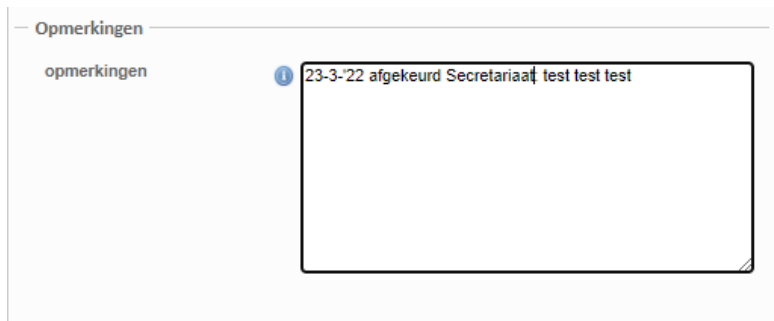 Opmerkingen
opmerkingen
23-3-'22 afgekeurd Secretariaat: test test test